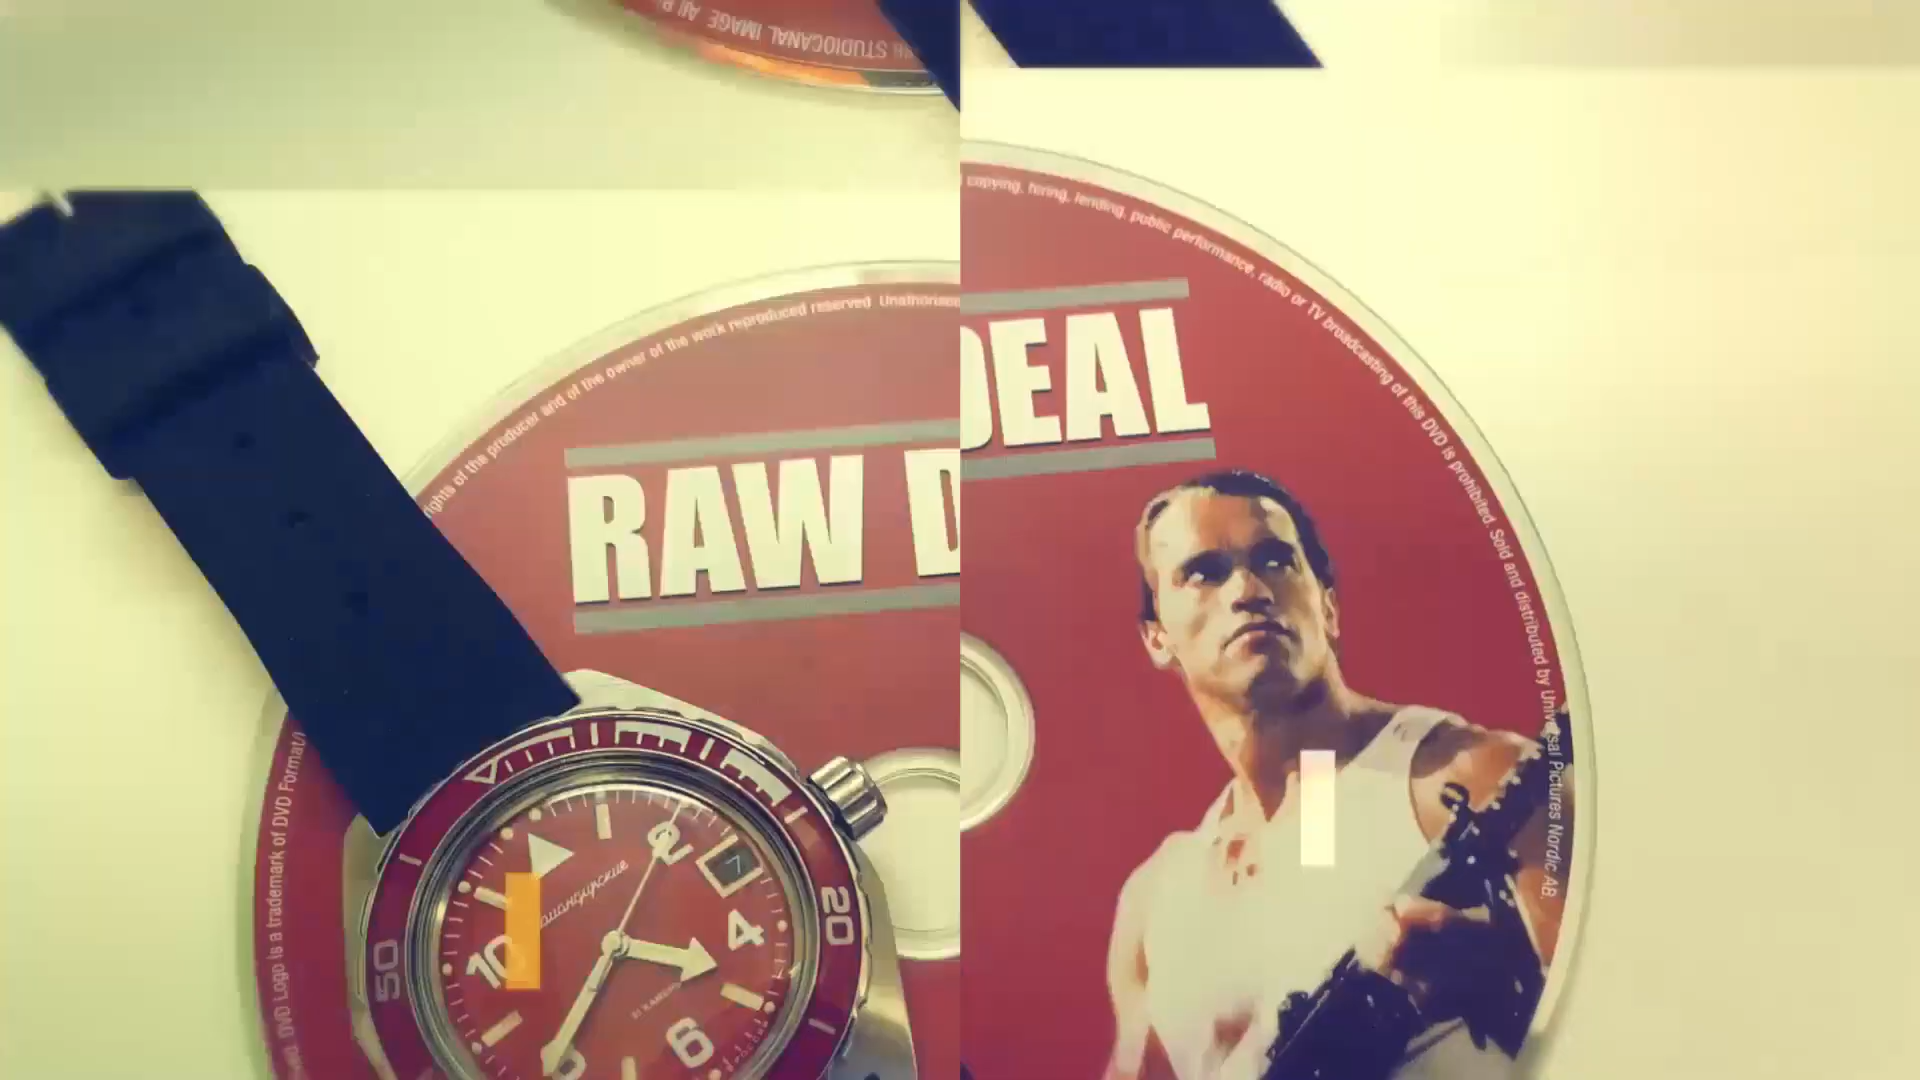 STUDIOCANAL IMAGE. All
rights of the producer and of the owner of the work reproduced reserved Unathorised
copying, hiring, lending, public performance, radio or TV broadcasting of this DVD is prohibited. Sold and distributed by Universal Pictures Nordic AB.
RAW D
DEAL
DVD Logo is a trademark of DVD Format/
2
7
4
6
10
20
50